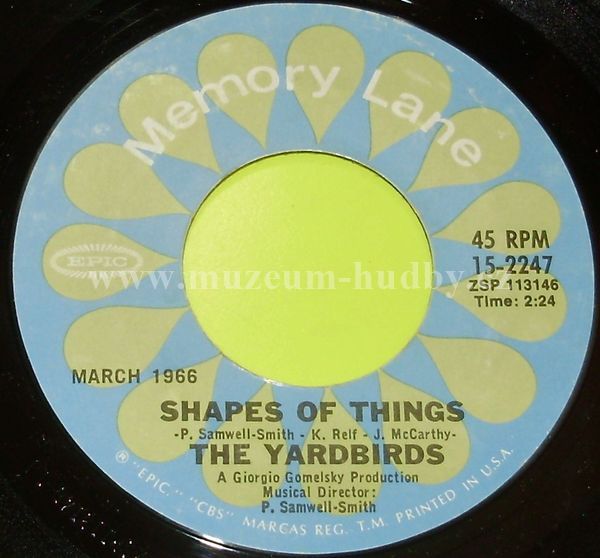 Memory Lane
EPIC
45 RPM
15-2247
ZSP 113146
Time: 2:24
www.muzeum-hudby.cz
MARCH 1966
SHAPES OF THINGS
-P. Samwell-Smith - K. Relf - J. McCarthy-
THE YARDBIRDS
A Giorgio Gomelsky Production
Musical Director:
P. Samwell-Smith
® "EPIC," "CBS" MARCAS REG. T.M. PRINTED IN U.S.A.